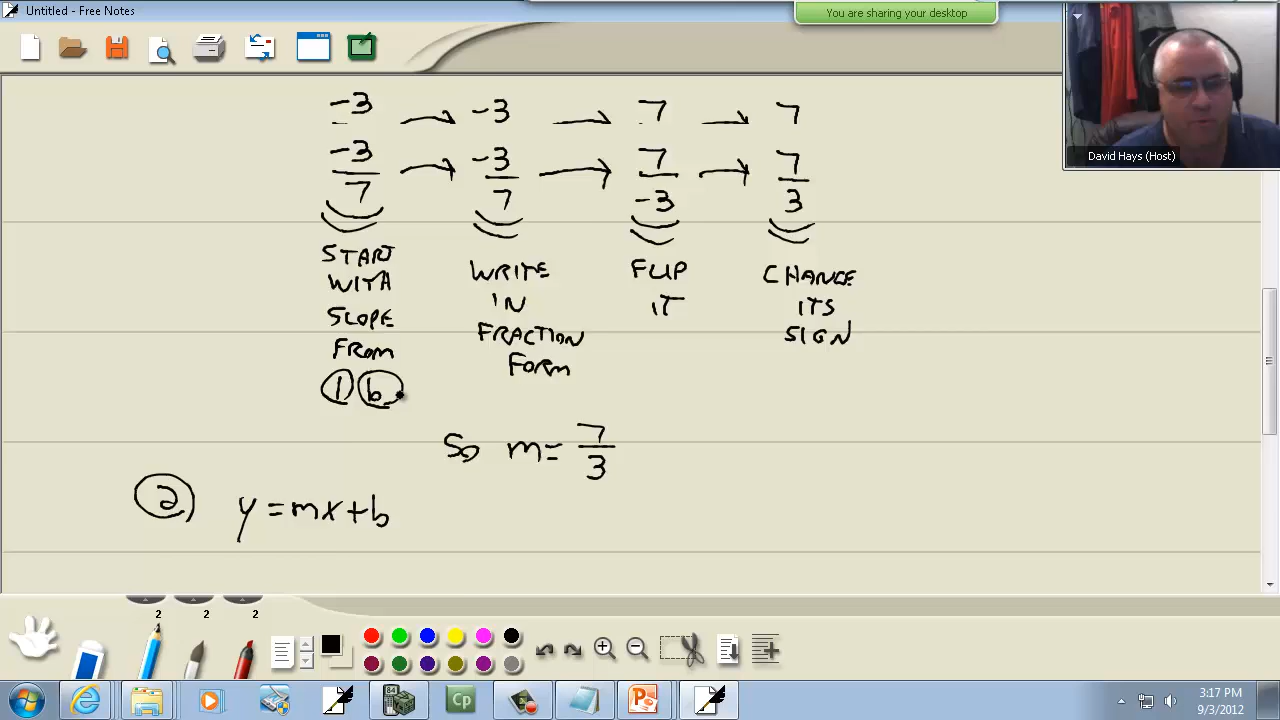 Untitled - Free Notes
You are sharing your desktop
David Hays (Host)
-3 → -3 → 7 → 7
-3/7 → -3/7 → 7/-3 → 7/3
START WITH SLOPE FROM ① ⓑ
WRITE IN FRACTION FORM
FLIP IT
CHANGE ITS SIGN
So m = 7/3
② y = mx + b
2 2 2
Cp
3:17 PM
9/3/2012